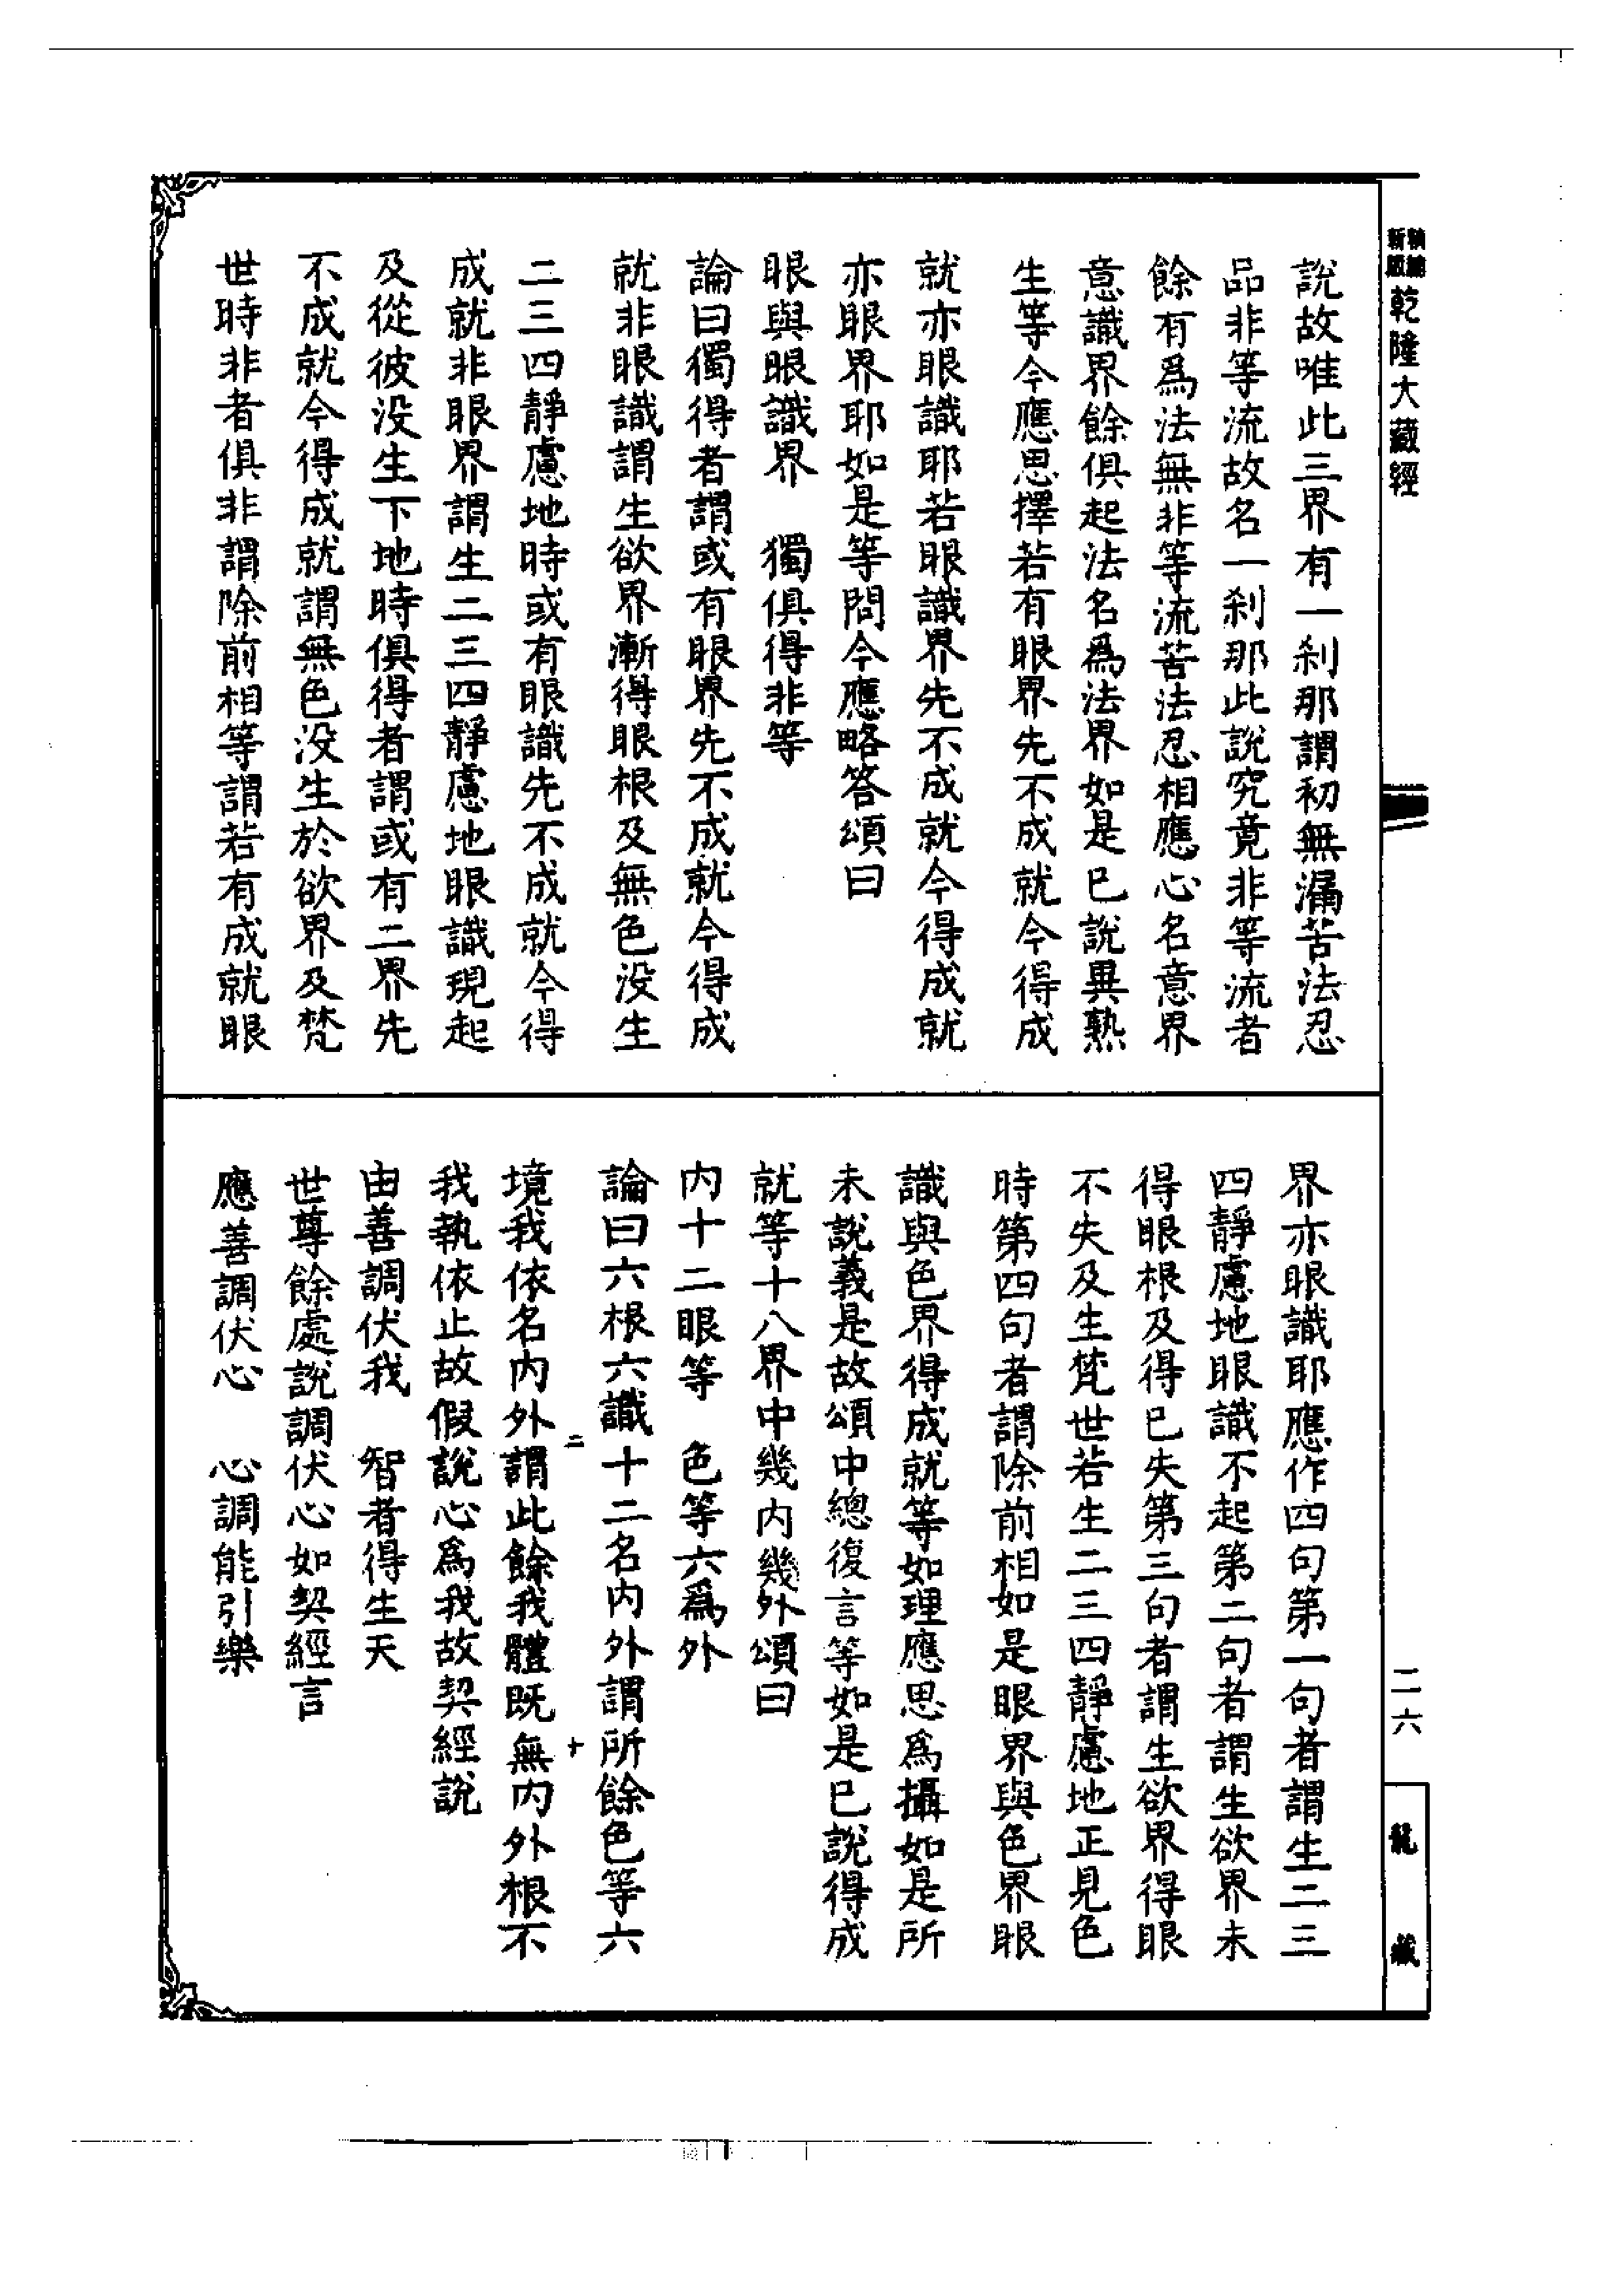 新編
縮版
乾隆大藏經
說故唯此三界有一刹那謂初無漏苦法忍
品非等流故名一刹那此說究竟非等流者
餘有爲法無非等流苦法忍相應心名意界
意識界餘俱起法名爲法界如是已說異熟
生等今應思擇若有眼界先不成就今得成
就亦眼識耶若眼識界先不成就今得成就
亦眼界耶如是等問今應略答頌曰
眼與眼識界　獨俱得非等
論曰獨得者謂或有眼界先不成就今得成
就非眼識謂生欲界漸得眼根及無色没生
二三四靜慮地時或有眼識先不成就今得
成就非眼界謂生二三四靜慮地眼識現起
及從彼没生下地時俱得者謂或有二界先
不成就今得成就謂無色没生於欲界及梵
世時非者俱非謂除前相等謂若有成就眼
界亦眼識耶應作四句第一句者謂生二三
四靜慮地眼識不起第二句者謂生欲界未
得眼根及得已失第三句者謂生欲界得眼
不失及生梵世若生二三四靜慮地正見色
時第四句者謂除前相如是眼界與色界眼
識與色界得成就等如理應思爲攝如是所
未說義是故頌中總復言等如是已說得成
就等十八界中幾内幾外頌曰
内十二眼等　色等六爲外
論曰六根六識十二名内外謂所餘色等六
境我依名内外謂此餘我體既無内外根不
我執依止故假說心爲我故契經說
由善調伏我　智者得生天
世尊餘處說調伏心如契經言
應善調伏心　心調能引樂
二
十
二六
龍藏